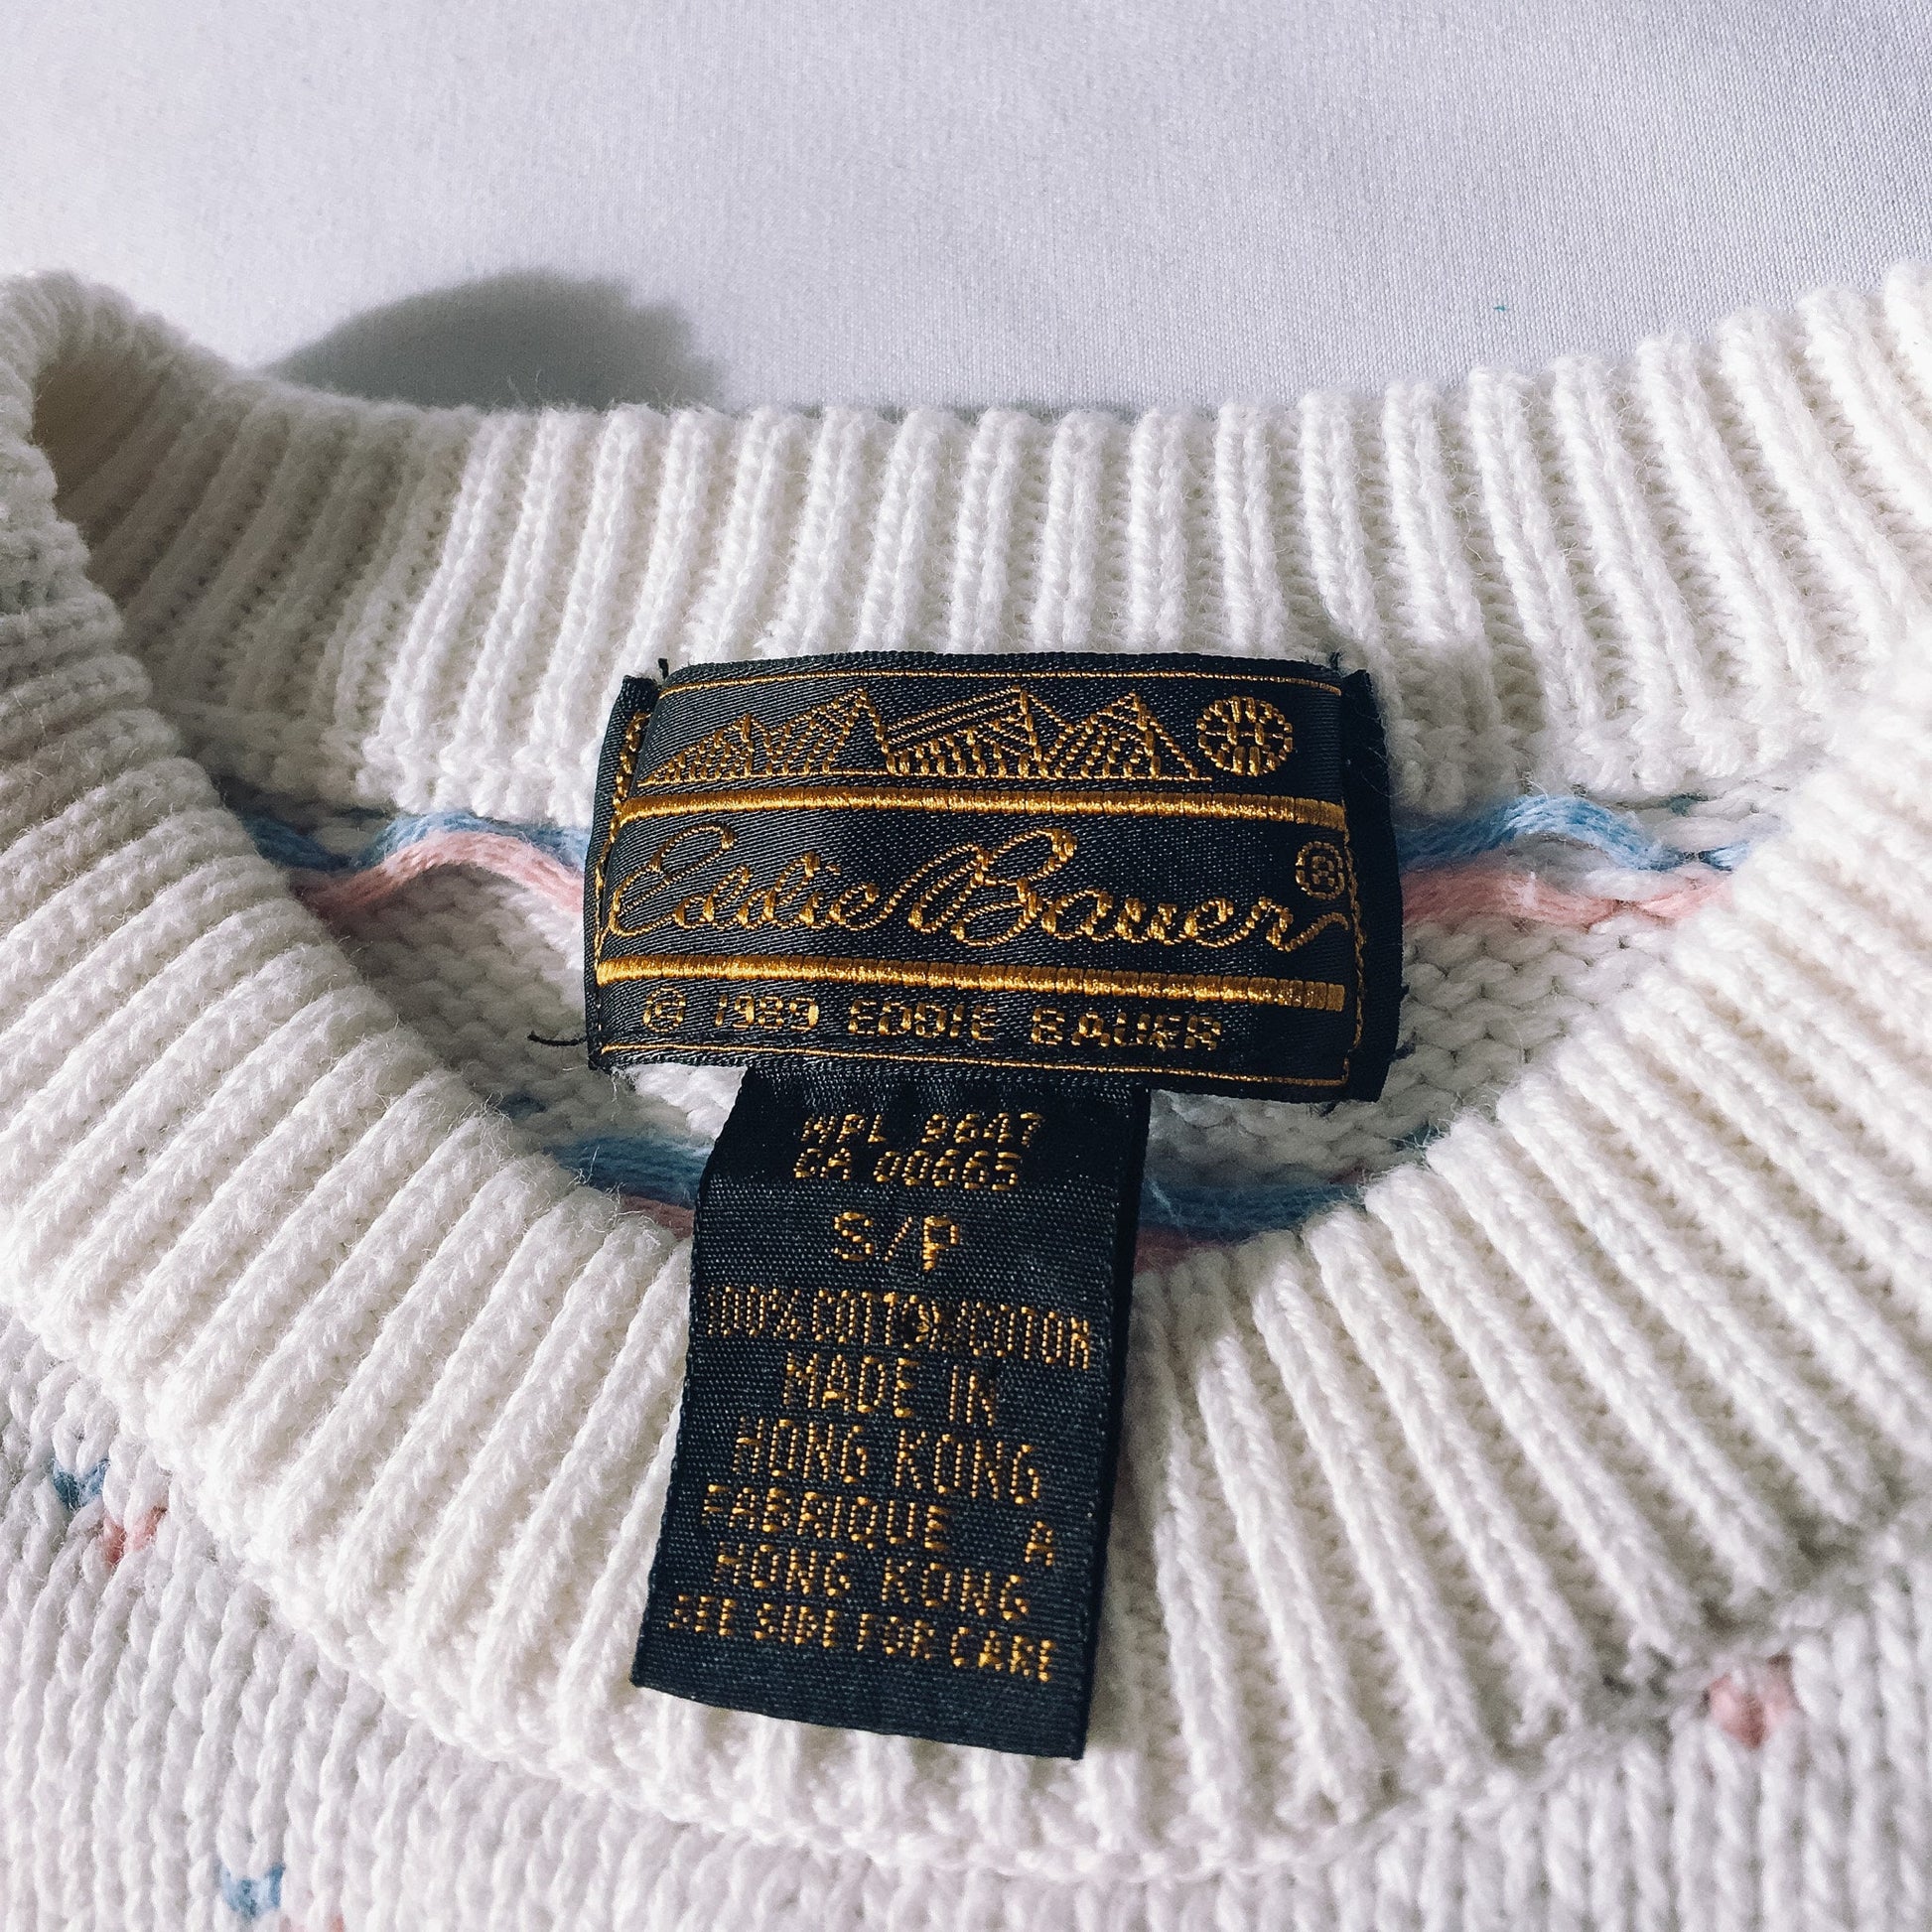 Eddie Bauer®
© 1989 EDDIE BAUER
WPL 9647
CA 00665
S/P
100% COTTON/COTON
MADE IN
HONG KONG
FABRIQUE A
HONG KONG
SEE SIDE FOR CARE